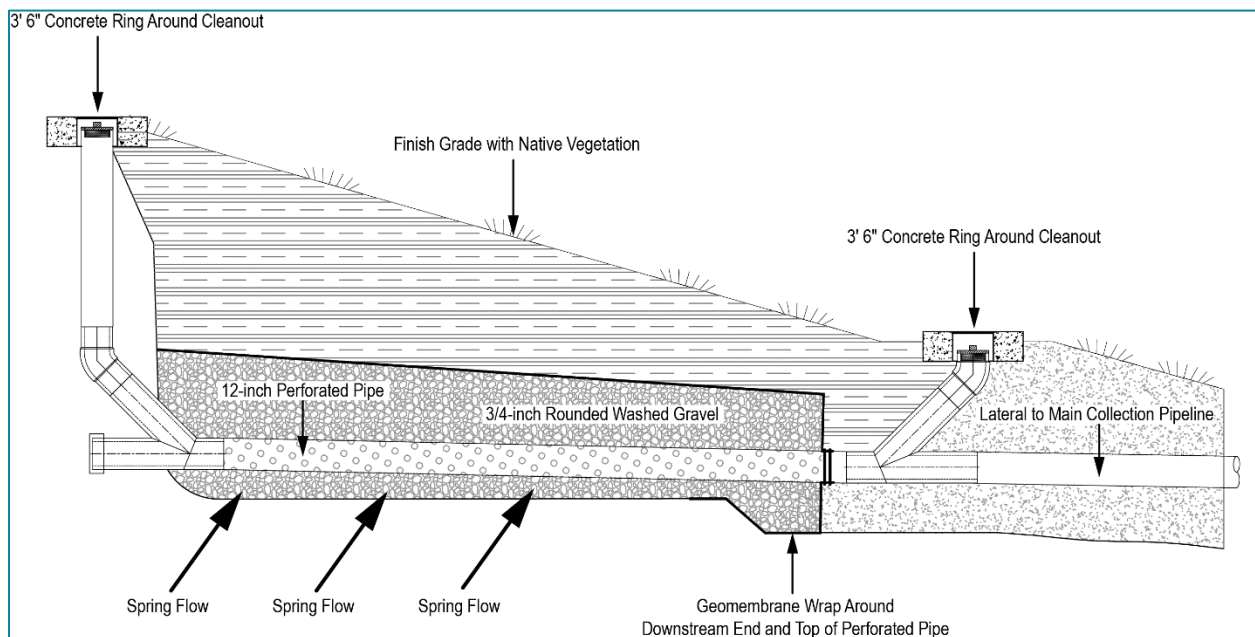 3' 6" Concrete Ring Around Cleanout
Finish Grade with Native Vegetation
3' 6" Concrete Ring Around Cleanout
12-inch Perforated Pipe
3/4-inch Rounded Washed Gravel
Lateral to Main Collection Pipeline
Spring Flow
Spring Flow
Spring Flow
Geomembrane Wrap Around
Downstream End and Top of Perforated Pipe